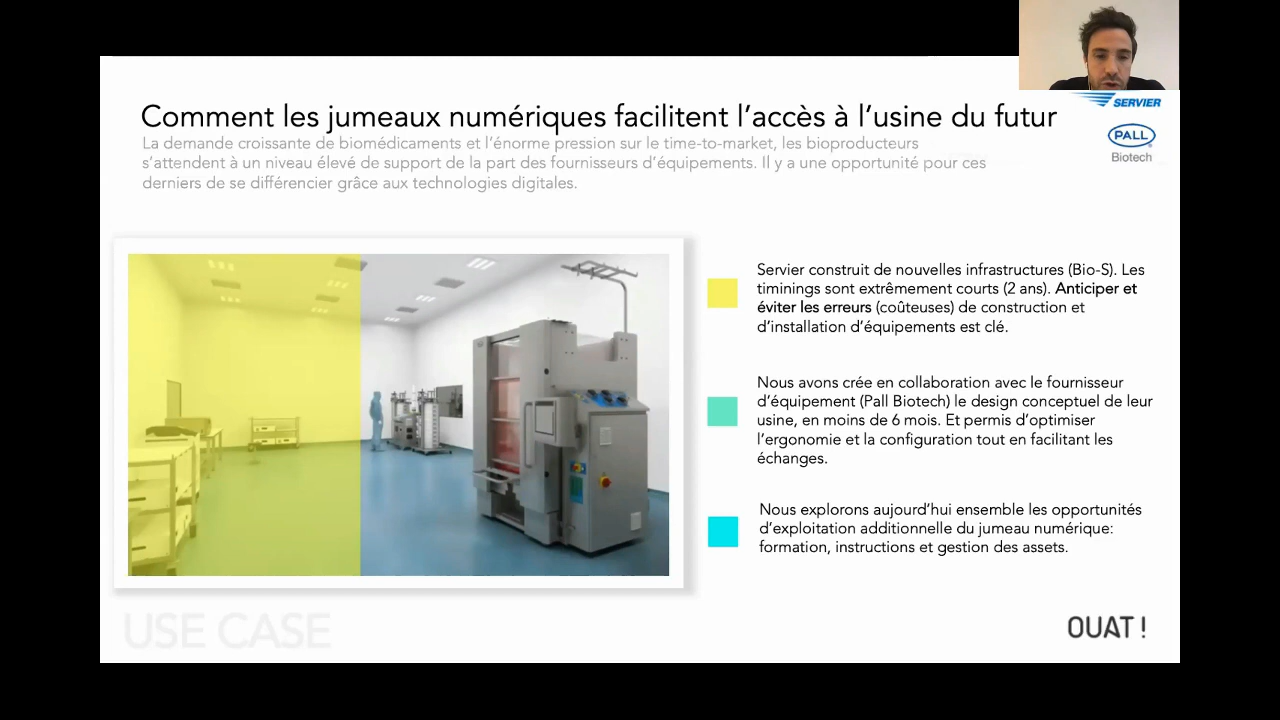 Comment les jumeaux numériques facilitent l’accès à l’usine du futur
La demande croissante de biomédicaments et l’énorme pression sur le time-to-market, les bioproducteurs
s’attendent à un niveau élevé de support de la part des fournisseurs d’équipements. Il y a une opportunité pour ces
derniers de se différencier grâce aux technologies digitales.
SERVIER
PALL
Biotech
Servier construit de nouvelles infrastructures (Bio-S). Les
timinings sont extrêmement courts (2 ans). Anticiper et
éviter les erreurs (coûteuses) de construction et
d’installation d’équipements est clé.
Nous avons crée en collaboration avec le fournisseur
d’équipement (Pall Biotech) le design conceptuel de leur
usine, en moins de 6 mois. Et permis d’optimiser
l’ergonomie et la configuration tout en facilitant les
échanges.
Nous explorons aujourd’hui ensemble les opportunités
d’exploitation additionnelle du jumeau numérique:
formation, instructions et gestion des assets.
USE CASE
OUAT !